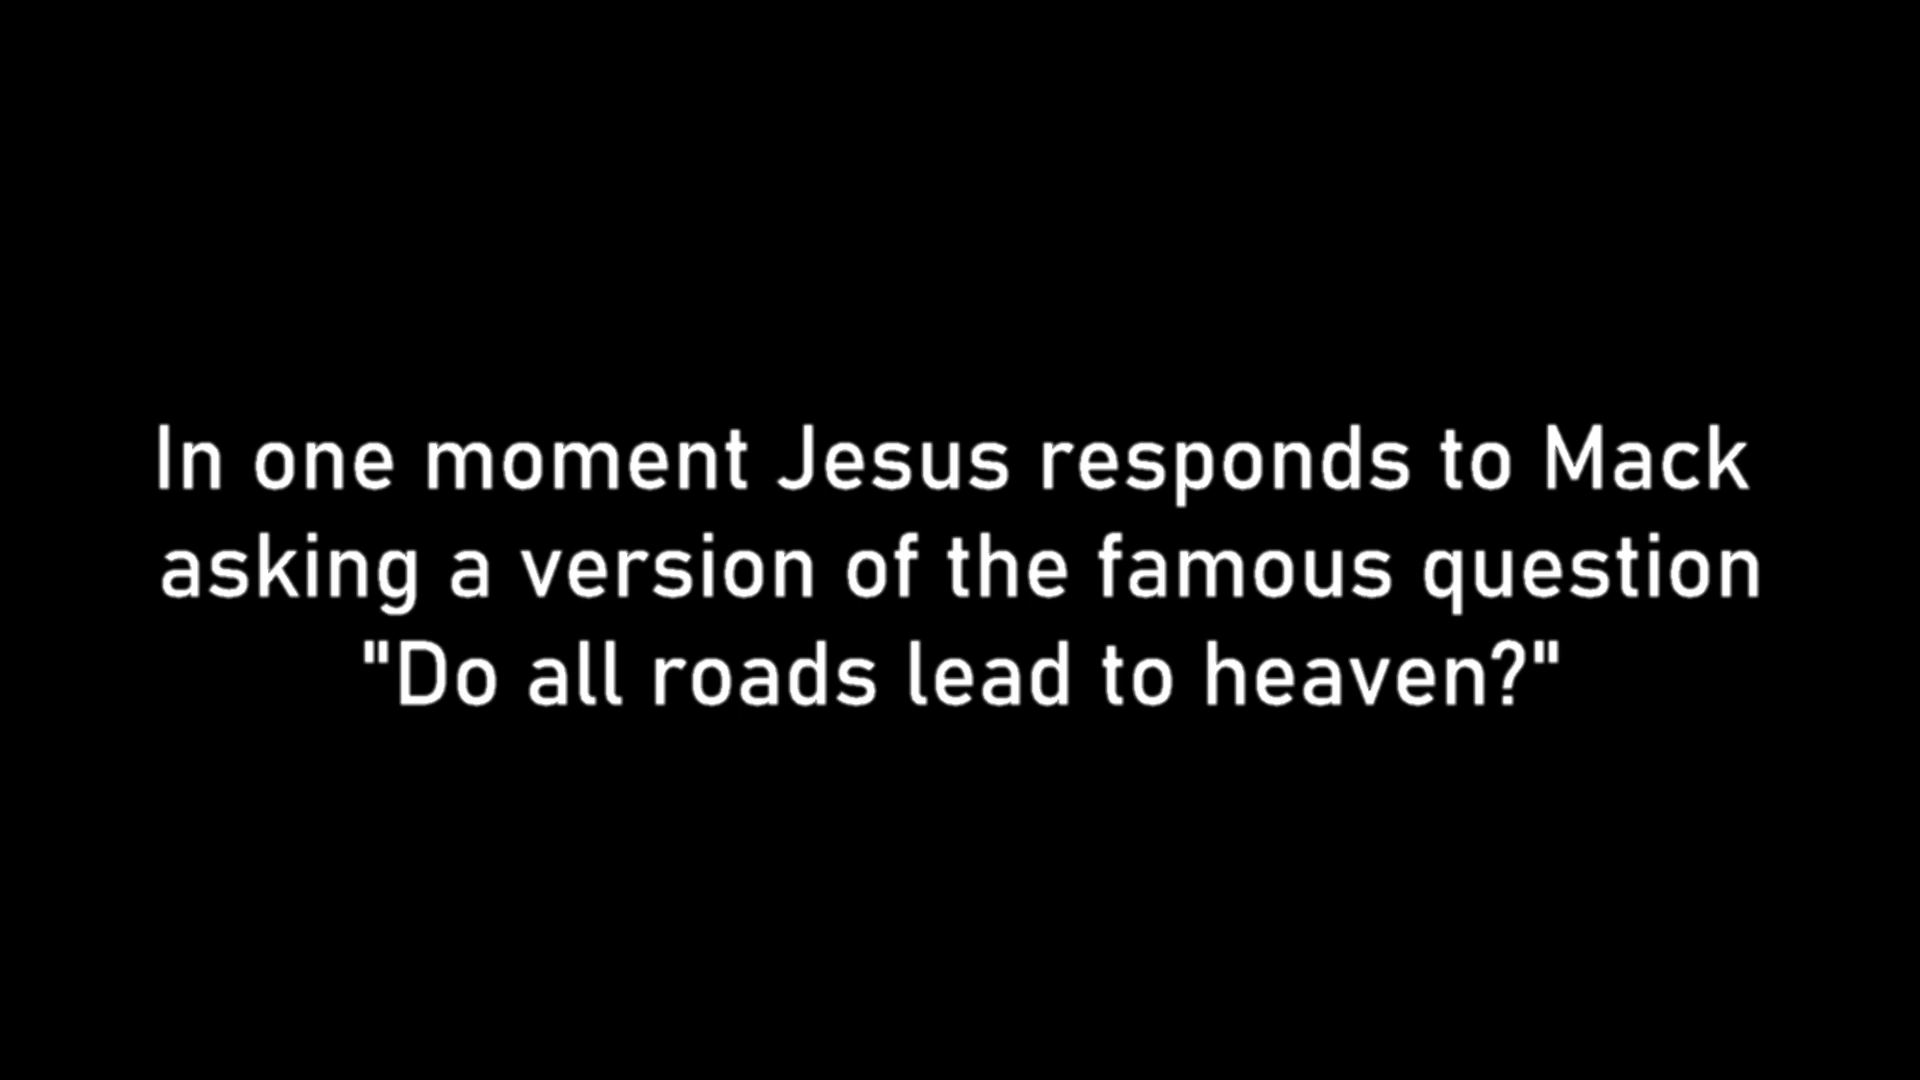 In one moment Jesus responds to Mack
asking a version of the famous question
"Do all roads lead to heaven?"